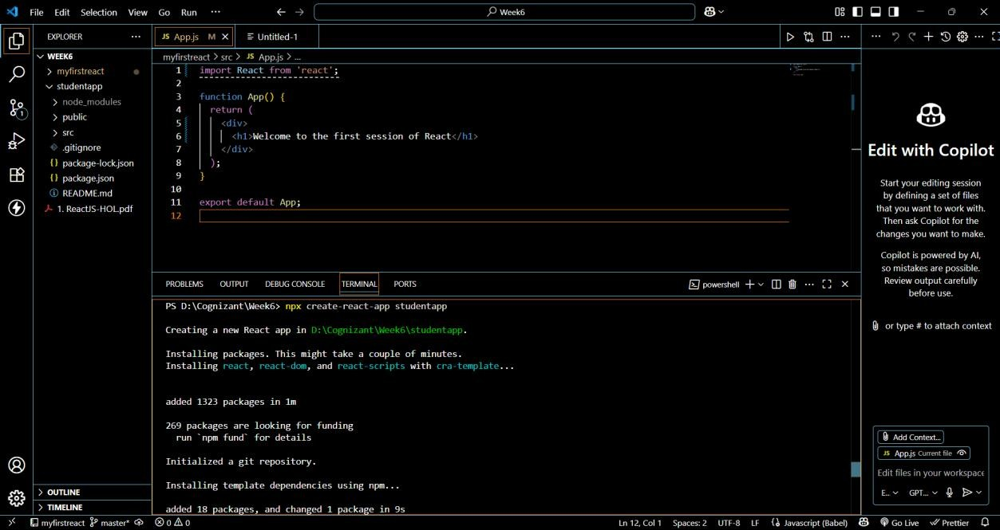 File Edit Selection View Go Run ··· Week6
EXPLORER ···
WEEK6
myfirstreact
studentapp
node_modules
public
src
.gitignore
{} package-lock.json
{} package.json
README.md
1. ReactJS-HOL.pdf
OUTLINE
TIMELINE
JS App.js M Untitled-1
myfirstreact > src > JS App.js > ...
1 import React from 'react';
2
3 function App() {
4 return (
5 <div>
6 <h1>Welcome to the first session of React</h1>
7 </div>
8 );
9 }
10
11 export default App;
12
PROBLEMS OUTPUT DEBUG CONSOLE TERMINAL PORTS powershell
PS D:\Cognizant\Week6> npx create-react-app studentapp
Creating a new React app in D:\Cognizant\Week6\studentapp.
Installing packages. This might take a couple of minutes.
Installing react, react-dom, and react-scripts with cra-template...
added 1323 packages in 1m
269 packages are looking for funding
run `npm fund` for details
Initialized a git repository.
Installing template dependencies using npm...
added 18 packages, and changed 1 package in 9s
Edit with Copilot
Start your editing session
by defining a set of files
that you want to work with.
Then ask Copilot for the
changes you want to make.
Copilot is powered by AI,
so mistakes are possible.
Review output carefully
before use.
or type # to attach context
Add Context...
JS App.js Current file
Edit files in your workspace
E... GPT...
myfirstreact master* 0 0 Ln 12, Col 1 Spaces: 2 UTF-8 LF {} Javascript (Babel) Go Live Prettier